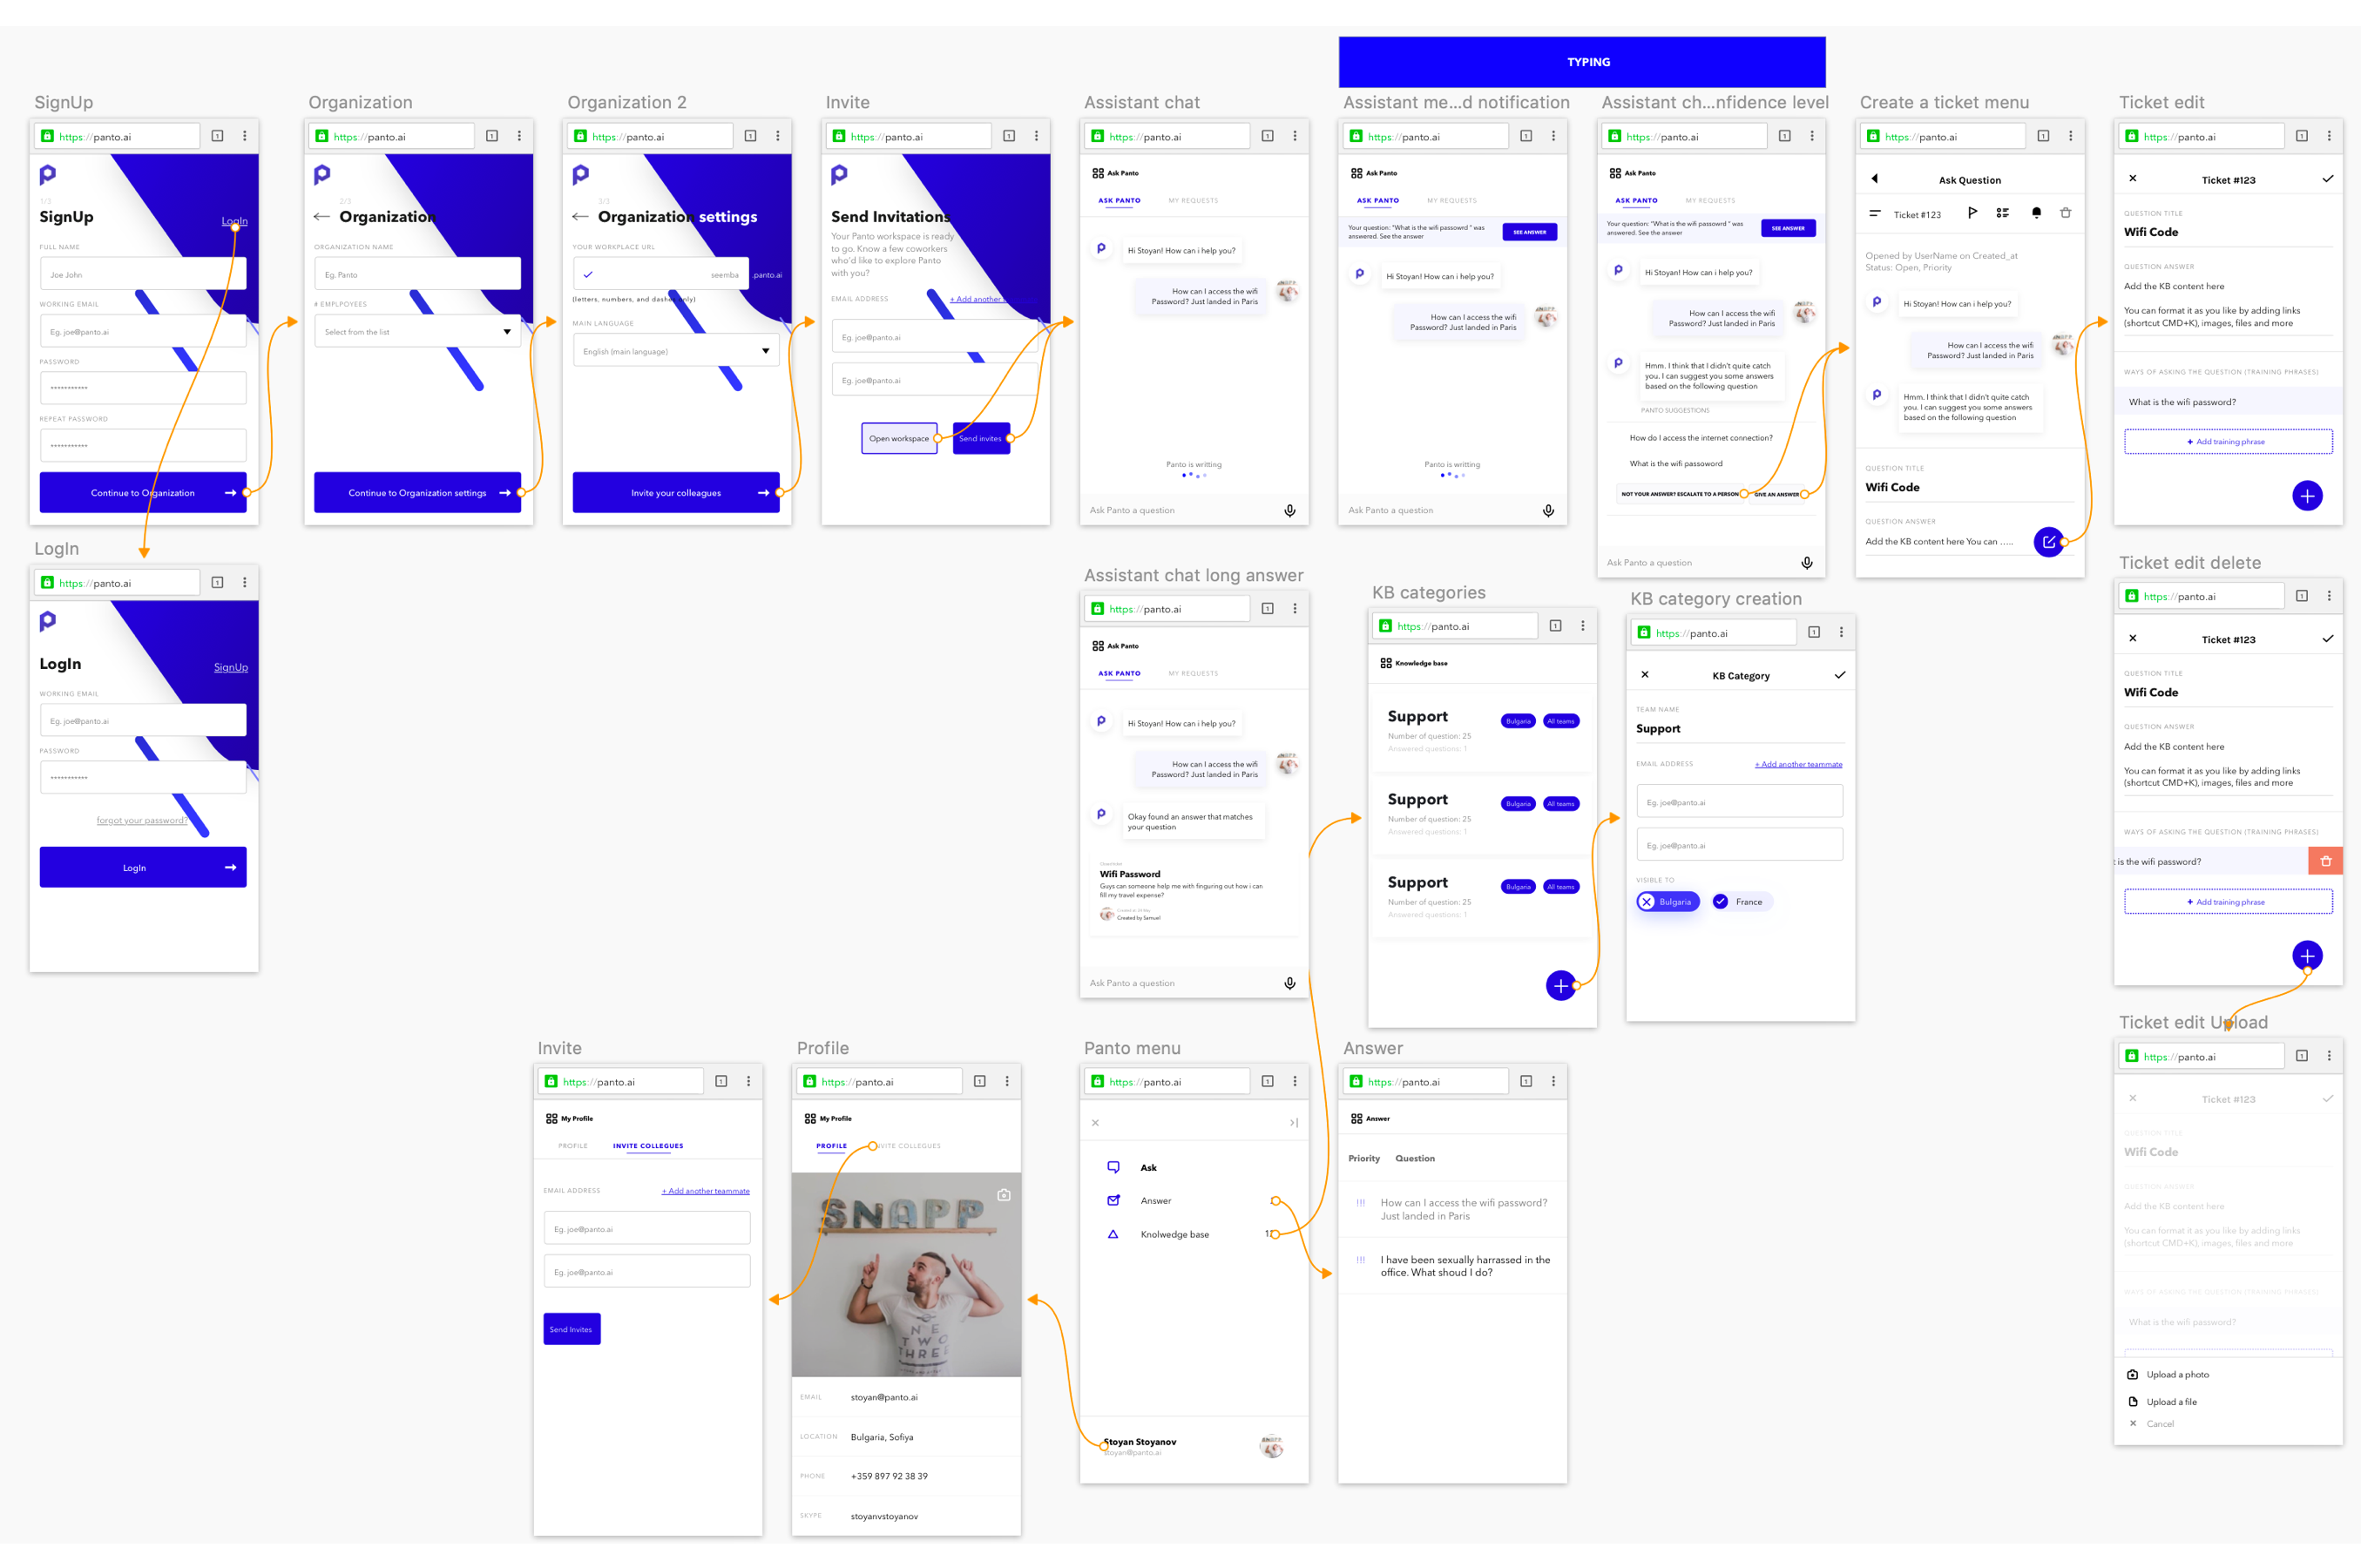 TYPING
SignUp
https://panto.ai
1
1/3
SignUp
LogIn
FULL NAME
Joe John
WORKING EMAIL
Eg. joe@panto.ai
PASSWORD
***********
REPEAT PASSWORD
***********
Continue to Organization
Organization
https://panto.ai
1
2/3
Organization
ORGANIZATION NAME
Eg. Panto
# EMPLPOYEES
Select from the list
Continue to Organization settings
Organization 2
https://panto.ai
1
3/3
Organization settings
YOUR WORKPLACE URL
seemba .panto.ai
(letters, numbers, and dashes only)
MAIN LANGUAGE
English (main language)
Invite your colleagues
Invite
https://panto.ai
1
Send Invitations
Your Panto workspace is ready
to go. Know a few coworkers
who'd like to explore Panto
with you?
EMAIL ADDRESS + Add another teammate
Eg. joe@panto.ai
Eg. joe@panto.ai
Open workspace
Send invites
Assistant chat
https://panto.ai
1
Ask Panto
ASK PANTO MY REQUESTS
Hi Stoyan! How can i help you?
How can I access the wifi
Password? Just landed in Paris
Panto is writting
Ask Panto a question
Assistant me...d notification
https://panto.ai
1
Ask Panto
ASK PANTO MY REQUESTS
Your question: "What is the wifi passowrd " was
answered. See the answer
SEE ANSWER
Hi Stoyan! How can i help you?
How can I access the wifi
Password? Just landed in Paris
Panto is writting
Ask Panto a question
Assistant ch...nfidence level
https://panto.ai
1
Ask Panto
ASK PANTO MY REQUESTS
Your question: "What is the wifi passowrd " was
answered. See the answer
SEE ANSWER
Hi Stoyan! How can i help you?
How can I access the wifi
Password? Just landed in Paris
Hmm. I think that I didn't quite catch
you. I can suggest you some answers
based on the following question
PANTO SUGGESTIONS
How do I access the internet connection?
What is the wifi passoword
NOT YOUR ANSWER? ESCALATE TO A PERSON
GIVE AN ANSWER
Ask Panto a question
Create a ticket menu
https://panto.ai
1
Ask Question
Ticket #123
Opened by UserName on Created_at
Status: Open, Priority
Hi Stoyan! How can i help you?
How can I access the wifi
Password? Just landed in Paris
Hmm. I think that I didn't quite catch
you. I can suggest you some answers
based on the following question
QUESTION TITLE
Wifi Code
QUESTION ANSWER
Add the KB content here You can .....
Ticket edit
https://panto.ai
1
Ticket #123
QUESTION TITLE
Wifi Code
QUESTION ANSWER
Add the KB content here
You can format it as you like by adding links
(shortcut CMD+K), images, files and more
WAYS OF ASKING THE QUESTION (TRAINING PHRASES)
What is the wifi password?
+ Add training phrase
LogIn
https://panto.ai
1
LogIn
SignUp
WORKING EMAIL
Eg. joe@panto.ai
PASSWORD
***********
forgot your password?
LogIn
Assistant chat long answer
https://panto.ai
1
Ask Panto
ASK PANTO MY REQUESTS
Hi Stoyan! How can i help you?
How can I access the wifi
Password? Just landed in Paris
Okay found an answer that matches
your question
Wifi Password
Guys can someone help me with finguring out how i can
fill my travel expense?
Created by Samuel
Ask Panto a question
KB categories
https://panto.ai
1
Knowledge base
Support
Bulgaria All teams
Number of question: 25
Answered questions: 1
Support
Bulgaria All teams
Number of question: 25
Answered questions: 1
Support
Bulgaria All teams
Number of question: 25
Answered questions: 1
KB category creation
https://panto.ai
1
KB Category
TEAM NAME
Support
EMAIL ADDRESS + Add another teammate
Eg. joe@panto.ai
Eg. joe@panto.ai
VISIBLE TO
Bulgaria France
Ticket edit delete
https://panto.ai
1
Ticket #123
QUESTION TITLE
Wifi Code
QUESTION ANSWER
Add the KB content here
You can format it as you like by adding links
(shortcut CMD+K), images, files and more
WAYS OF ASKING THE QUESTION (TRAINING PHRASES)
t is the wifi password?
+ Add training phrase
Invite
https://panto.ai
1
My Profile
PROFILE INVITE COLLEGUES
EMAIL ADDRESS + Add another teammate
Eg. joe@panto.ai
Eg. joe@panto.ai
Send Invites
Profile
https://panto.ai
1
My Profile
PROFILE INVITE COLLEGUES
SNAPP
NE
TWO
THREE
EMAIL stoyan@panto.ai
LOCATION Bulgaria, Sofiya
PHONE +359 897 92 38 39
SKYPE stoyanvstoyanov
Panto menu
https://panto.ai
1
Ask
Answer
Knolwedge base
Stoyan Stoyanov
stoyan@panto.ai
Answer
https://panto.ai
1
Answer
Priority Question
!!! How can I access the wifi password?
Just landed in Paris
!!! I have been sexually harrassed in the
office. What shoud I do?
Ticket edit Upload
https://panto.ai
1
Ticket #123
QUESTION TITLE
Wifi Code
QUESTION ANSWER
Add the KB content here
You can format it as you like by adding links
(shortcut CMD+K), images, files and more
WAYS OF ASKING THE QUESTION (TRAINING PHRASES)
What is the wifi password?
Upload a photo
Upload a file
Cancel